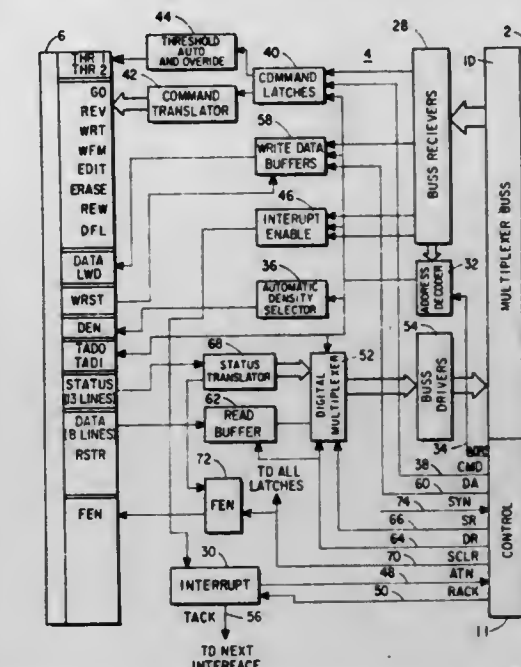 6
44
THRESHOLD
AUTO
AND OVERIDE
42
COMMAND
TRANSLATOR
40
4
COMMAND
LATCHES
58
WRITE DATA
BUFFERS
46
INTERUPT
ENABLE
36
AUTOMATIC
DENSITY
SELECTOR
68
STATUS
TRANSLATOR
62
READ
BUFFER
72
FEN
TO ALL
LATCHES
30
INTERRUPT
TACK
56
TO NEXT
INTERFACE
52
DIGITAL
MULTIPLEXER
28
BUSS RECIEVERS
32
ADDRESS
DECODER
54
BUSS
DRIVERS
2
10
MULTIPLEXER BUSS
CONTROL
11
THR 1
THR 2
GO
REV
WRT
WFM
EDIT
ERASE
REW
DFL
DATA
LWD
WRST
DEN
TADO
TADI
STATUS
(13 LINES)
DATA
(8 LINES)
RSTR
FEN
34
38 CMD
60 DA
74 SYN
66 SR
64 DR
70 SCLR
48 ATN
50 RACK